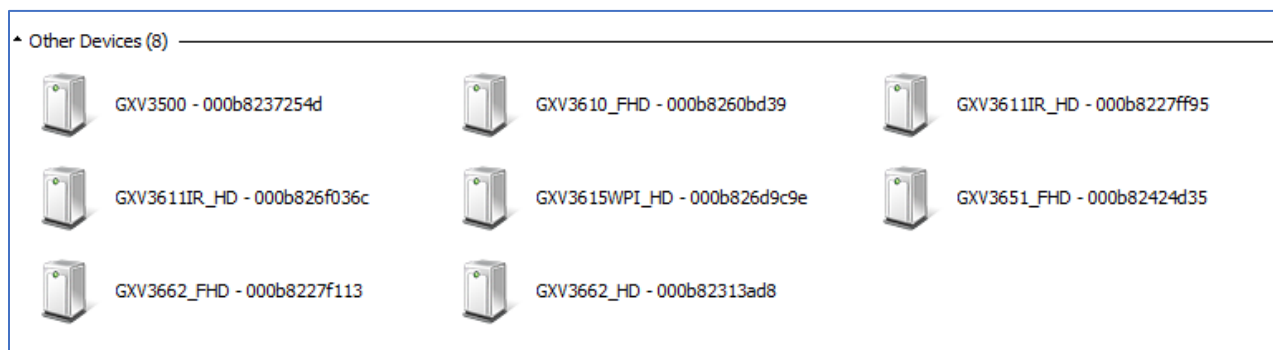 Other Devices (8)
GXV3500 - 000b8237254d
GXV3610_FHD - 000b8260bd39
GXV3611IR_HD - 000b8227ff95
GXV3611IR_HD - 000b826f036c
GXV3615WPI_HD - 000b826d9c9e
GXV3651_FHD - 000b82424d35
GXV3662_FHD - 000b8227f113
GXV3662_HD - 000b82313ad8